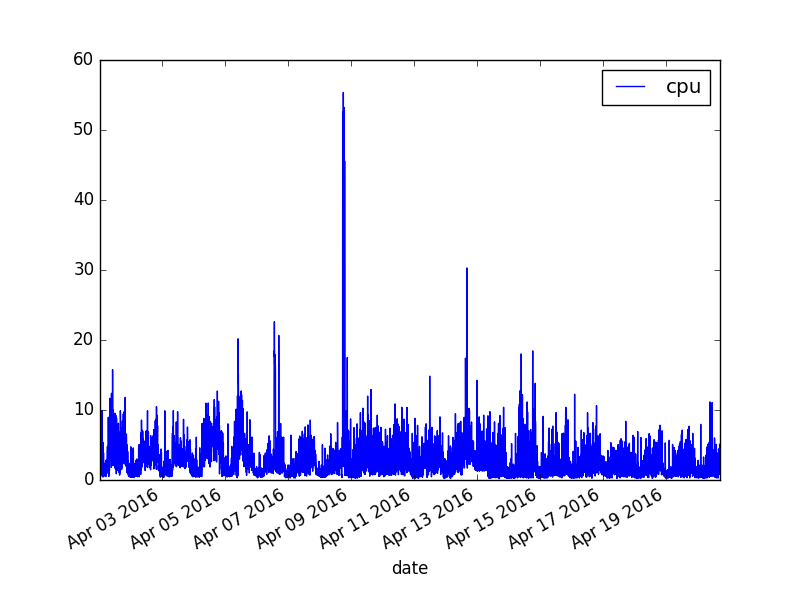 60
50
40
30
20
10
0
cpu
Apr 03 2016
Apr 05 2016
Apr 07 2016
Apr 09 2016
Apr 11 2016
Apr 13 2016
Apr 15 2016
Apr 17 2016
Apr 19 2016
date